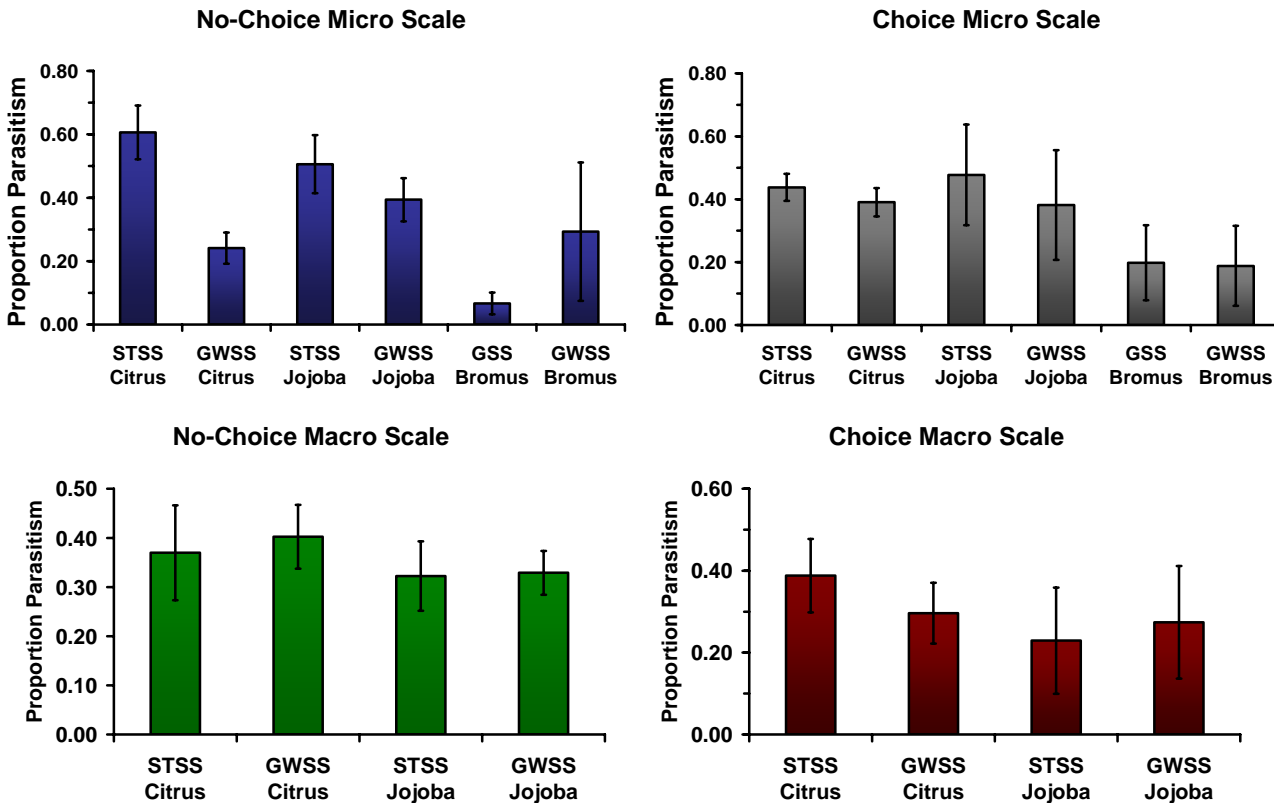 No-Choice Micro Scale
Proportion Parasitism
0.80
0.60
0.40
0.20
0.00
STSS GWSS STSS GWSS GSS GWSS
Citrus Citrus Jojoba Jojoba Bromus Bromus
Choice Micro Scale
Proportion Parasitism
0.80
0.60
0.40
0.20
0.00
STSS GWSS STSS GWSS GSS GWSS
Citrus Citrus Jojoba Jojoba Bromus Bromus
No-Choice Macro Scale
Proportion Parasitism
0.50
0.40
0.30
0.20
0.10
0.00
STSS GWSS STSS GWSS
Citrus Citrus Jojoba Jojoba
Choice Macro Scale
Proportion Parasitism
0.60
0.40
0.20
0.00
STSS GWSS STSS GWSS
Citrus Citrus Jojoba Jojoba